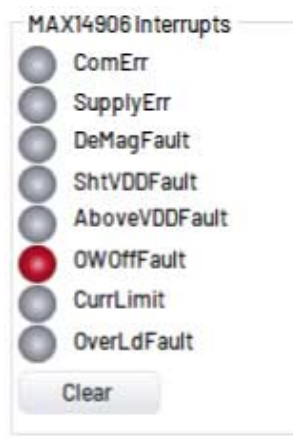 MAX14906 Interrupts
ComErr
SupplyErr
DeMagFault
ShtVDDFault
AboveVDDFault
OWOffFault
CurrLimit
OverLdFault
Clear